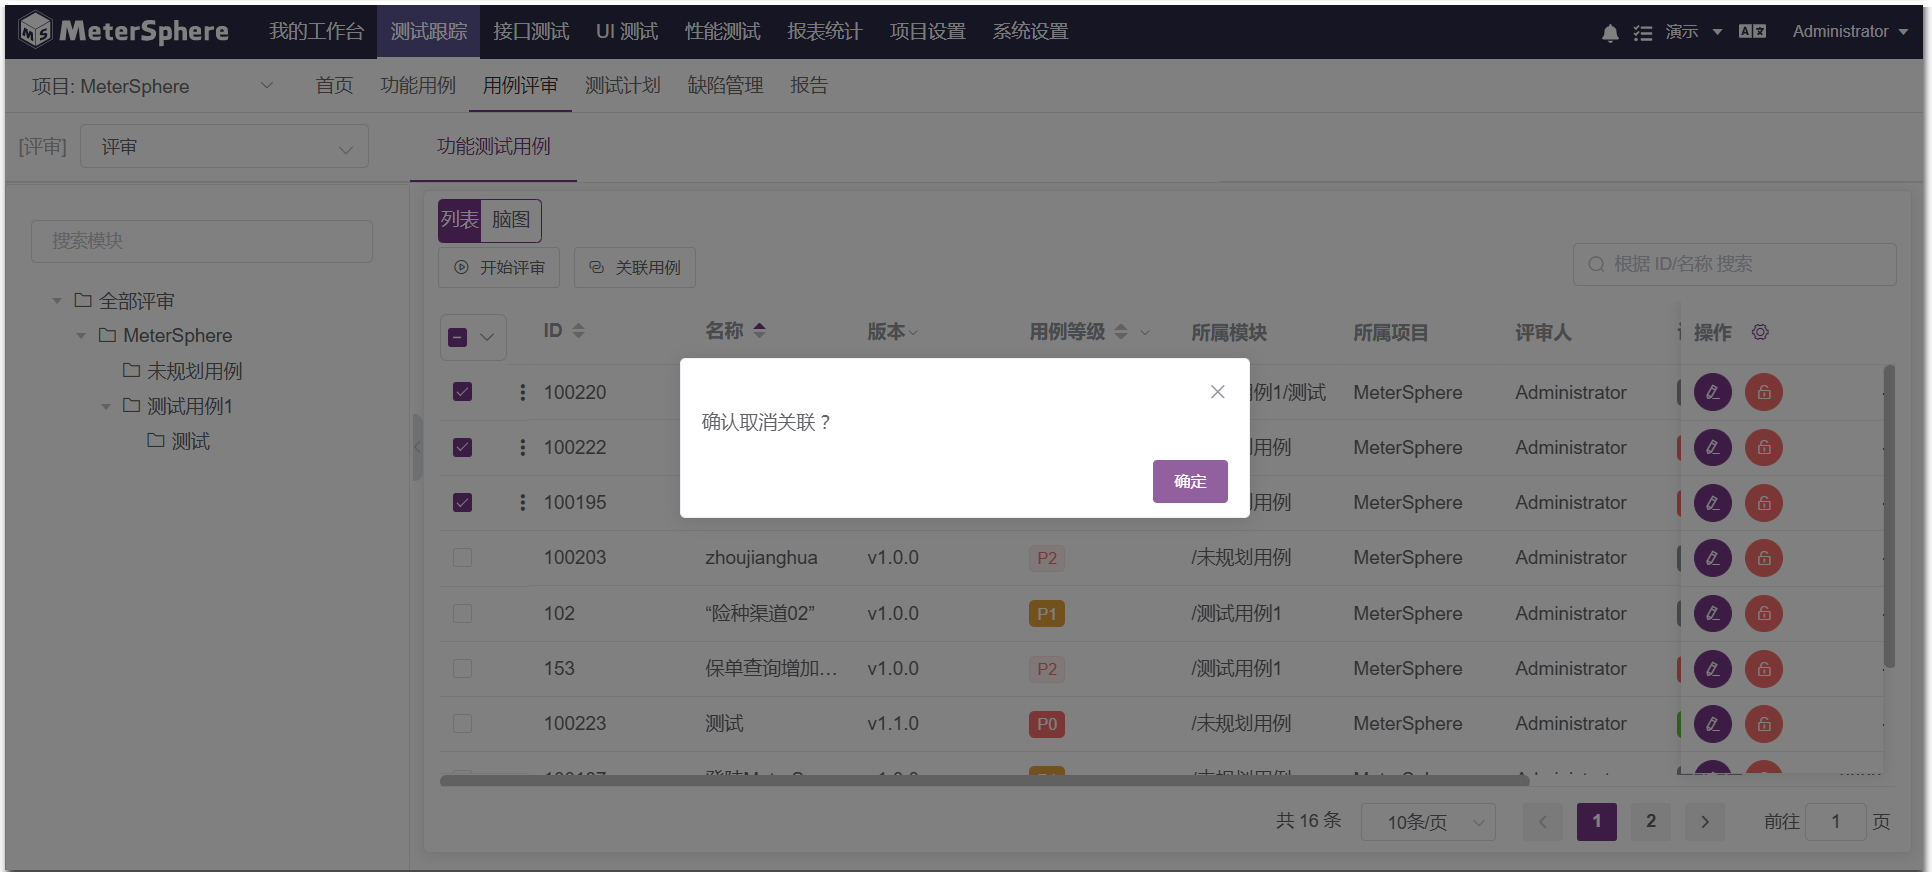 MeterSphere 我的工作台 测试跟踪 接口测试 UI 测试 性能测试 报表统计 项目设置 系统设置 演示 Administrator
项目: MeterSphere 首页 功能用例 用例评审 测试计划 缺陷管理 报告
[评审] 评审 功能测试用例
列表 脑图
搜索模块
开始评审 关联用例 根据 ID/名称 搜索
全部评审
MeterSphere
未规划用例
测试用例1
测试
ID 名称 版本 用例等级 所属模块 所属项目 评审人 操作
100220 例1/测试 MeterSphere Administrator
确认取消关联？
确定
100222 用例 MeterSphere Administrator
100195 用例 MeterSphere Administrator
100203 zhoujianghua v1.0.0 P2 /未规划用例 MeterSphere Administrator
102 “险种渠道02” v1.0.0 P1 /测试用例1 MeterSphere Administrator
153 保单查询增加... v1.0.0 P2 /测试用例1 MeterSphere Administrator
100223 测试 v1.1.0 P0 /未规划用例 MeterSphere Administrator
共 16 条 10条/页 1 2 前往 1 页